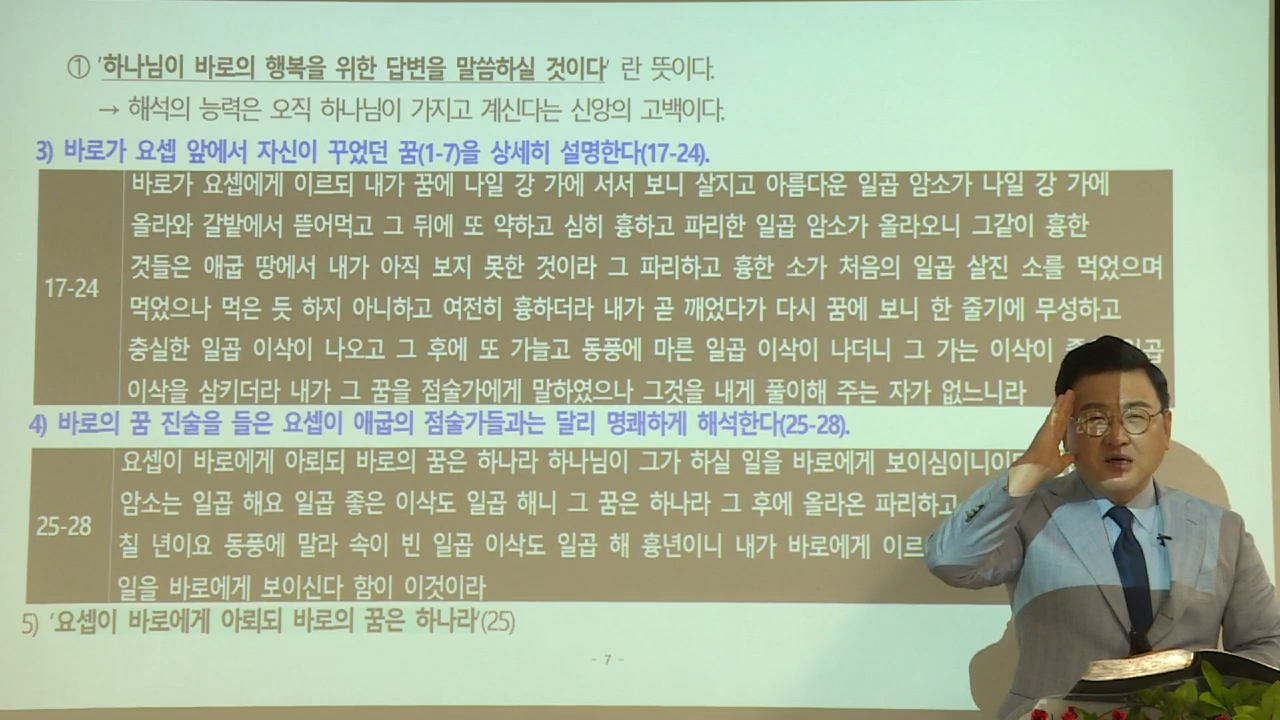 ① '하나님이 바로의 행복을 위한 답변을 말씀하실 것이다' 란 뜻이다.
→ 해석의 능력은 오직 하나님이 가지고 계신다는 신앙의 고백이다.
3) 바로가 요셉 앞에서 자신이 꾸었던 꿈(1-7)을 상세히 설명한다(17-24).
17-24
바로가 요셉에게 이르되 내가 꿈에 나일 강 가에 서서 보니 살지고 아름다운 일곱 암소가 나일 강 가에
올라와 갈밭에서 뜯어먹고 그 뒤에 또 약하고 심히 흉하고 파리한 일곱 암소가 올라오니 그같이 흉한
것들은 애굽 땅에서 내가 아직 보지 못한 것이라 그 파리하고 흉한 소가 처음의 일곱 살진 소를 먹었으며
먹었으나 먹은 듯 하지 아니하고 여전히 흉하더라 내가 곧 깨었다가 다시 꿈에 보니 한 줄기에 무성하고
충실한 일곱 이삭이 나오고 그 후에 또 가늘고 동풍에 마른 일곱 이삭이 나더니 그 가는 이삭이
이삭을 삼키더라 내가 그 꿈을 점술가에게 말하였으나 그것을 내게 풀이해 주는 자가 없느니라
4) 바로의 꿈 진술을 들은 요셉이 애굽의 점술가들과는 달리 명쾌하게 해석한다(25-28).
25-28
요셉이 바로에게 아뢰되 바로의 꿈은 하나라 하나님이 그가 하실 일을 바로에게
암소는 일곱 해요 일곱 좋은 이삭도 일곱 해니 그 꿈은 하나라 그 후에 올라온 파리하고
칠 년이요 동풍에 말라 속이 빈 일곱 이삭도 일곱 해 흉년이니 내가 바로에게
일을 바로에게 보이신다 함이 이것이라
5) '요셉이 바로에게 아뢰되 바로의 꿈은 하나라'(25)
- 7 -